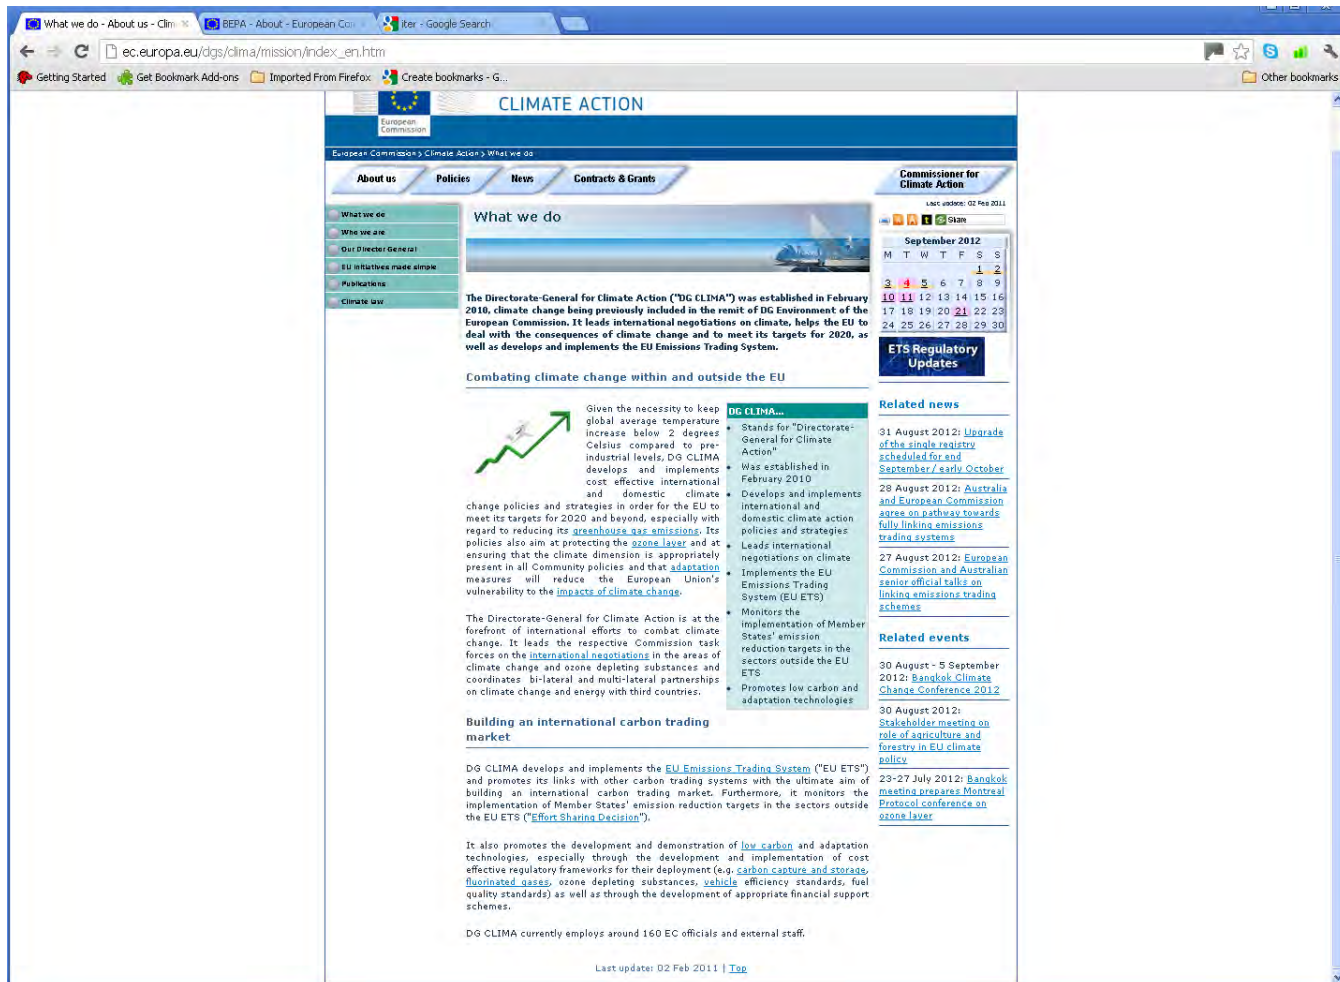 What we do - About us - Clim
BEPA - About - European Co
iter - Google Search
ec.europa.eu/dgs/clima/mission/index_en.htm
Getting Started
Get Bookmark Add-ons
Imported From Firefox
Create bookmarks - G...
Other bookmarks
European
Commission
CLIMATE ACTION
European Commission > Climate Action > What we do
About us
Policies
News
Contracts & Grants
Commissioner for
Climate Action
What we do
Who we are
Our Director General
EU initiatives made simple
Publications
Climate law
What we do
The Directorate-General for Climate Action ("DG CLIMA") was established in February
2010, climate change being previously included in the remit of DG Environment of the
European Commission. It leads international negotiations on climate, helps the EU to
deal with the consequences of climate change and to meet its targets for 2020, as
well as develops and implements the EU Emissions Trading System.
Combating climate change within and outside the EU
Given the necessity to keep
global average temperature
increase below 2 degrees
Celsius compared to pre-
industrial levels, DG CLIMA
develops and implements
cost effective international
and domestic climate
change policies and strategies in order for the EU to
meet its targets for 2020 and beyond, especially with
regard to reducing its greenhouse gas emissions. Its
policies also aim at protecting the ozone layer and at
ensuring that the climate dimension is appropriately
present in all Community policies and that adaptation
measures will reduce the European Union's
vulnerability to the impacts of climate change.
The Directorate-General for Climate Action is at the
forefront of international efforts to combat climate
change. It leads the respective Commission task
forces on the international negotiations in the areas of
climate change and ozone depleting substances and
coordinates bi-lateral and multi-lateral partnerships
on climate change and energy with third countries.
DG CLIMA...
Stands for "Directorate-
General for Climate
Action"
Was established in
February 2010
Develops and implements
international and
domestic climate action
policies and strategies
Leads international
negotiations on climate
Implements the EU
Emissions Trading
System (EU ETS)
Monitors the
implementation of Member
States' emission
reduction targets in the
sectors outside the EU
ETS
Promotes low carbon and
adaptation technologies
Building an international carbon trading
market
DG CLIMA develops and implements the EU Emissions Trading System ("EU ETS")
and promotes its links with other carbon trading systems with the ultimate aim of
building an international carbon trading market. Furthermore, it monitors the
implementation of Member States' emission reduction targets in the sectors outside
the EU ETS ("Effort Sharing Decision").
It also promotes the development and demonstration of low carbon and adaptation
technologies, especially through the development and implementation of cost
effective regulatory frameworks for their deployment (e.g. carbon capture and storage,
fluorinated gases, ozone depleting substances, vehicle efficiency standards, fuel
quality standards) as well as through the development of appropriate financial support
schemes.
DG CLIMA currently employs around 160 EC officials and external staff.
Last update: 02 Feb 2011 | Top
Last update: 02 Feb 2011
t Share
September 2012
M T W T F S S
1 2
3 4 5 6 7 8 9
10 11 12 13 14 15 16
17 18 19 20 21 22 23
24 25 26 27 28 29 30
ETS Regulatory
Updates
Related news
31 August 2012: Upgrade
of the single registry
scheduled for end
September / early October
28 August 2012: Australia
and European Commission
agree on pathway towards
fully linking emissions
trading systems
27 August 2012: European
Commission and Australian
senior official talks on
linking emissions trading
schemes
Related events
30 August - 5 September
2012: Bangkok Climate
Change Conference 2012
30 August 2012:
Stakeholder meeting on
role of agriculture and
forestry in EU climate
policy
23-27 July 2012: Bangkok
meeting prepares Montreal
Protocol conference on
ozone layer